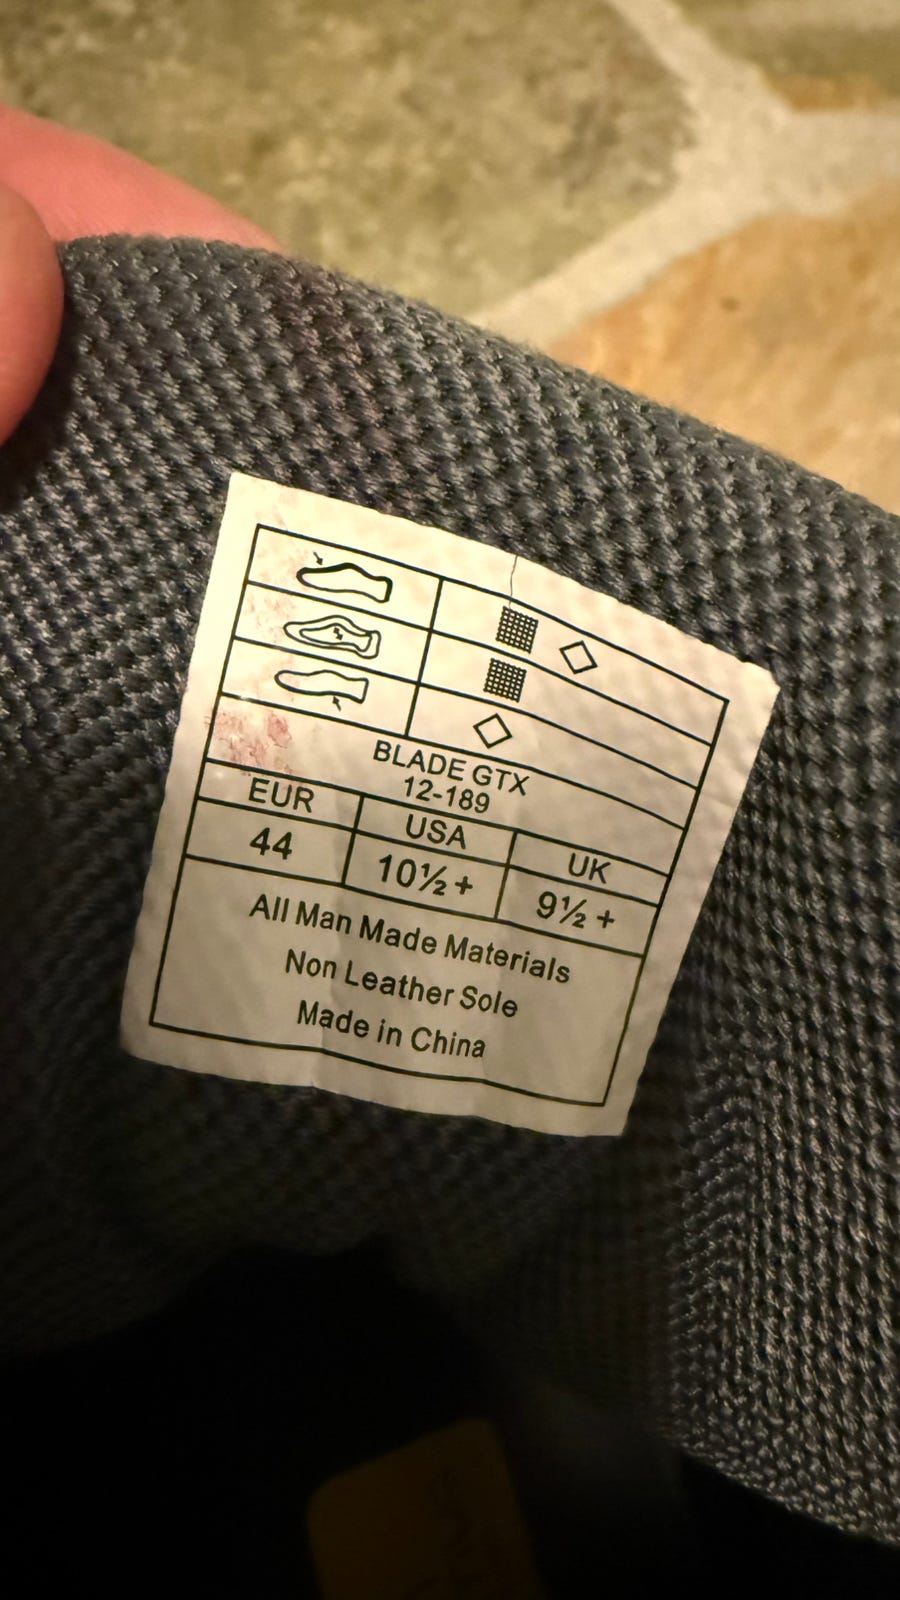 BLADE GTX
12-189
EUR USA UK
44 10½+ 9½+
All Man Made Materials
Non Leather Sole
Made in China